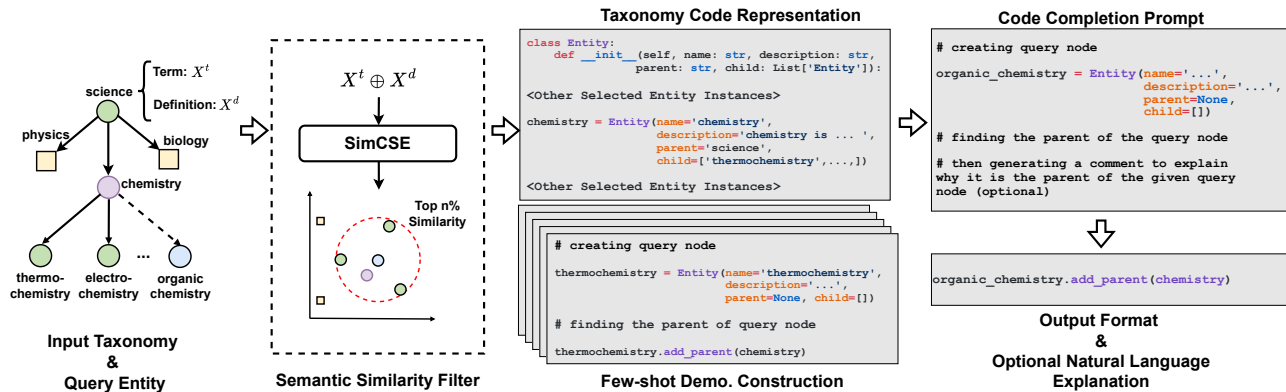 Term: X^t
science
Definition: X^d
physics
biology
chemistry
...
thermo-
chemistry
electro-
chemistry
organic
chemistry
Input Taxonomy
&
Query Entity
X^t ⊕ X^d
SimCSE
Top n%
Similarity
Semantic Similarity Filter
Taxonomy Code Representation
class Entity:
def __init__(self, name: str, description: str,
parent: str, child: List['Entity']):
<Other Selected Entity Instances>
chemistry = Entity(name='chemistry',
description='chemistry is ... ',
parent='science',
child=['thermochemistry',...,])
<Other Selected Entity Instances>
# creating query node
thermochemistry = Entity(name='thermochemistry',
description='...',
parent=None, child=[])
# finding the parent of query node
thermochemistry.add_parent(chemistry)
Few-shot Demo. Construction
Code Completion Prompt
# creating query node
organic_chemistry = Entity(name='...',
description='...',
parent=None,
child=[])
# finding the parent of the query node
# then generating a comment to explain
why it is the parent of the given query
node (optional)
organic_chemistry.add_parent(chemistry)
Output Format
&
Optional Natural Language
Explanation